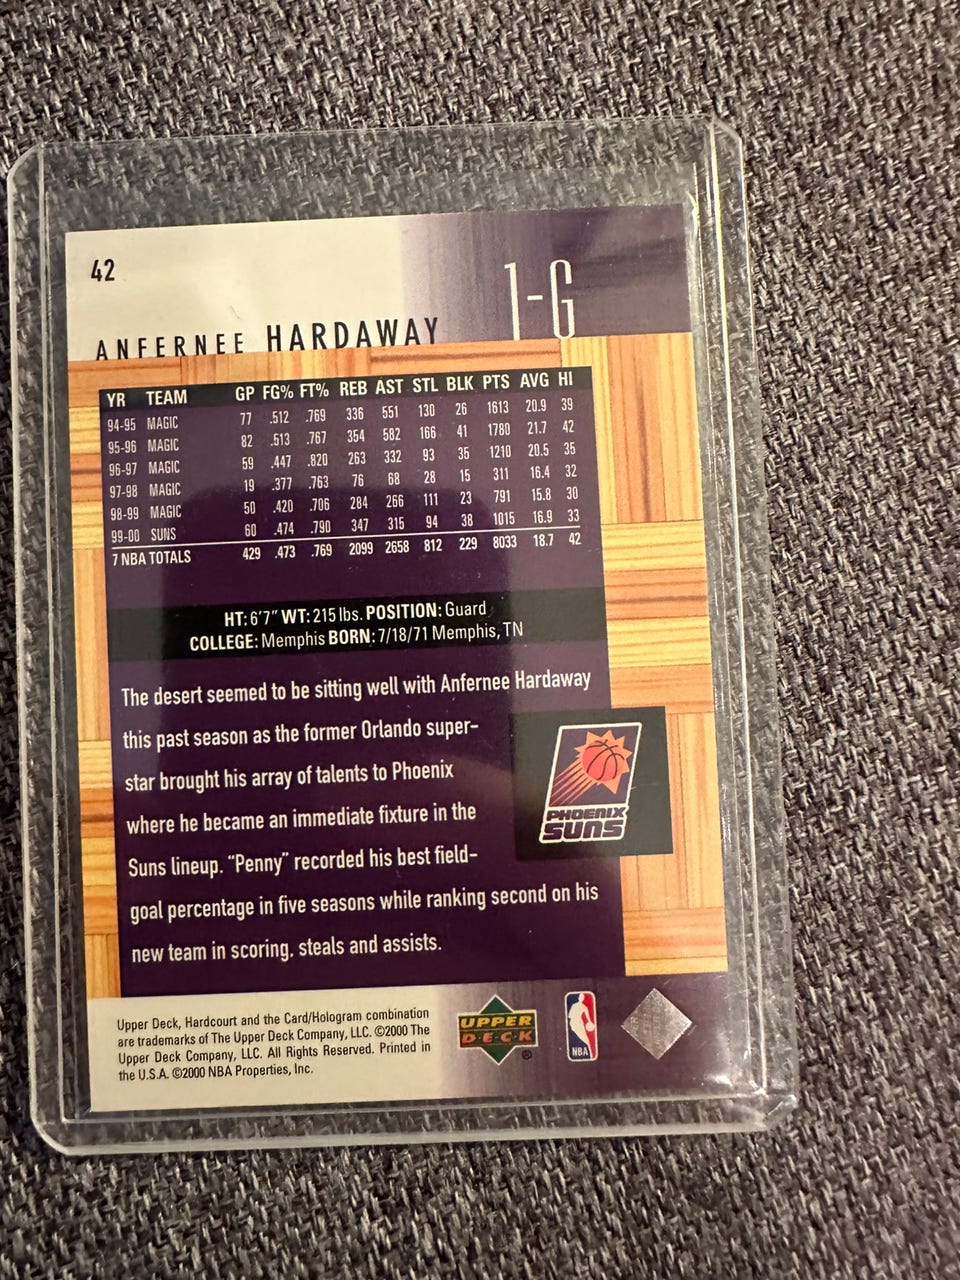 42
1-G
ANFERNEE HARDAWAY
YR TEAM GP FG% FT% REB AST STL BLK PTS AVG HI
94-95 MAGIC 77 .512 .769 336 551 130 26 1613 20.9 39
95-96 MAGIC 82 .513 .767 354 582 166 41 1780 21.7 42
96-97 MAGIC 59 .447 .820 263 332 93 35 1210 20.5 35
97-98 MAGIC 19 .377 .763 76 68 28 15 311 16.4 32
98-99 MAGIC 50 .420 .706 284 266 111 23 791 15.8 30
99-00 SUNS 60 .474 .790 347 315 94 38 1015 16.9 33
7 NBA TOTALS 429 .473 .769 2099 2658 812 229 8033 18.7 42
HT: 6'7" WT: 215 lbs. POSITION: Guard
COLLEGE: Memphis BORN: 7/18/71 Memphis, TN
The desert seemed to be sitting well with Anfernee Hardaway
this past season as the former Orlando super-
star brought his array of talents to Phoenix
where he became an immediate fixture in the
Suns lineup. "Penny" recorded his best field-
goal percentage in five seasons while ranking second on his
new team in scoring, steals and assists.
PHOENIX
SUNS
Upper Deck, Hardcourt and the Card/Hologram combination
are trademarks of The Upper Deck Company, LLC. ©2000 The
Upper Deck Company, LLC. All Rights Reserved. Printed in
the U.S.A. ©2000 NBA Properties, Inc.
UPPER
DECK®
NBA